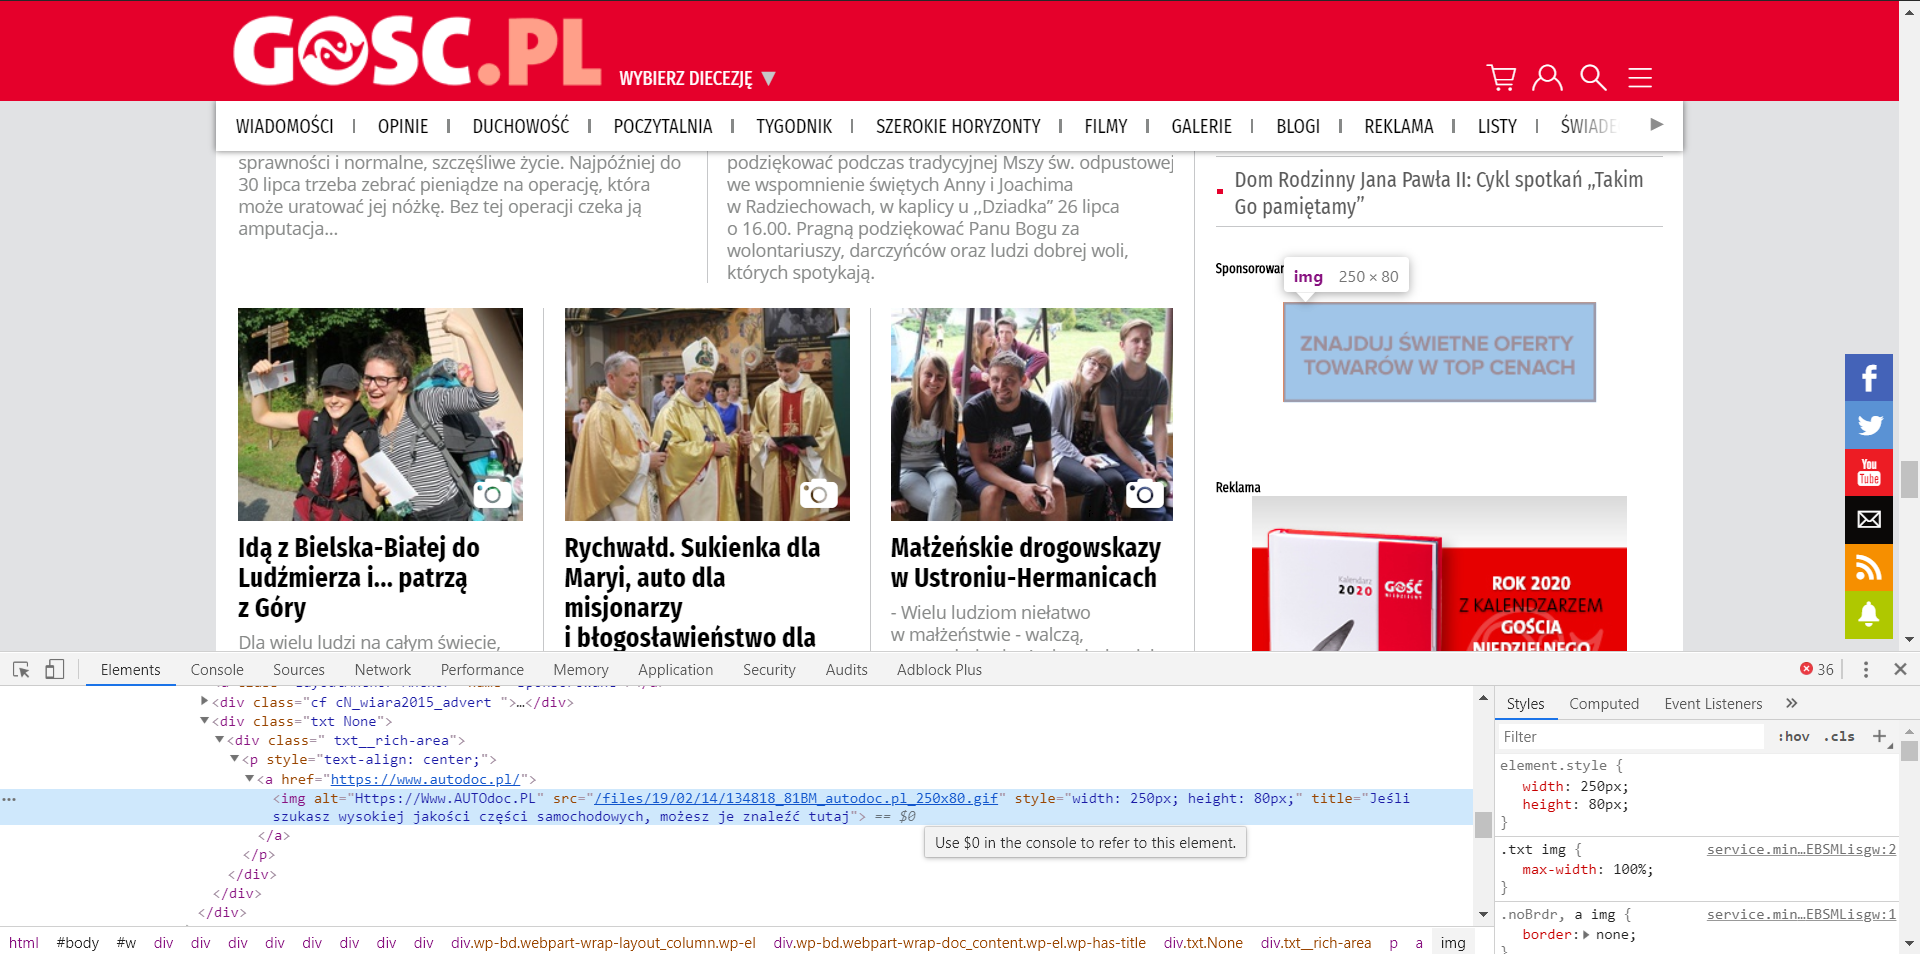 GOSC.PL
WYBIERZ DIECEZJĘ ▼
WIADOMOŚCI | OPINIE | DUCHOWOŚĆ | POCZYTALNIA | TYGODNIK | SZEROKIE HORYZONTY | FILMY | GALERIE | BLOGI | REKLAMA | LISTY | ŚWIADE
sprawności i normalne, szczęśliwe życie. Najpóźniej do
30 lipca trzeba zebrać pieniądze na operację, która
może uratować jej nóżkę. Bez tej operacji czeka ją
amputacja...
podziękować podczas tradycyjnej Mszy św. odpustowej
we wspomnienie świętych Anny i Joachima
w Radziechowach, w kaplicy u ,,Dziadka” 26 lipca
o 16.00. Pragną podziękować Panu Bogu za
wolontariuszy, darczyńców oraz ludzi dobrej woli,
których spotykają.
Dom Rodzinny Jana Pawła II: Cykl spotkań „Takim
Go pamiętamy”
Sponsorowan
img 250 × 80
ZNAJDUJ ŚWIETNE OFERTY
TOWARÓW W TOP CENACH
Idą z Bielska-Białej do
Ludźmierza i... patrzą
z Góry
Dla wielu ludzi na całym świecie,
Rychwałd. Sukienka dla
Maryi, auto dla
misjonarzy
i błogosławieństwo dla
Małżeńskie drogowskazy
w Ustroniu-Hermanicach
- Wielu ludziom niełatwo
w małżeństwie - walczą,
Reklama
Kalendarz
2020
GOŚĆ
NIEDZIELNY
ROK 2020
Z KALENDARZEM
GOŚCIA
NIEDZIELNEGO
You
Tube
Elements Console Sources Network Performance Memory Application Security Audits Adblock Plus
36
<div class="cf cN_wiara2015_advert ">…</div>
<div class="txt None">
<div class=" txt__rich-area">
<p style="text-align: center;">
<a href="https://www.autodoc.pl/">
<img alt="Https://Www.AUTOdoc.PL" src="/files/19/02/14/134818_81BM_autodoc.pl_250x80.gif" style="width: 250px; height: 80px;" title="Jeśli
szukasz wysokiej jakości części samochodowych, możesz je znaleźć tutaj"> == $0
Use $0 in the console to refer to this element.
</a>
</p>
</div>
</div>
</div>
html #body #w div div div div div div div div div.wp-bd.webpart-wrap-layout_column.wp-el div.wp-bd.webpart-wrap-doc_content.wp-el.wp-has-title div.txt.None div.txt__rich-area p a img
Styles Computed Event Listeners »
Filter :hov .cls +
element.style {
width: 250px;
height: 80px;
}
.txt img { service.min…EBSMLisgw:2
max-width: 100%;
}
.noBrdr, a img { service.min…EBSMLisgw:1
border: none;
}